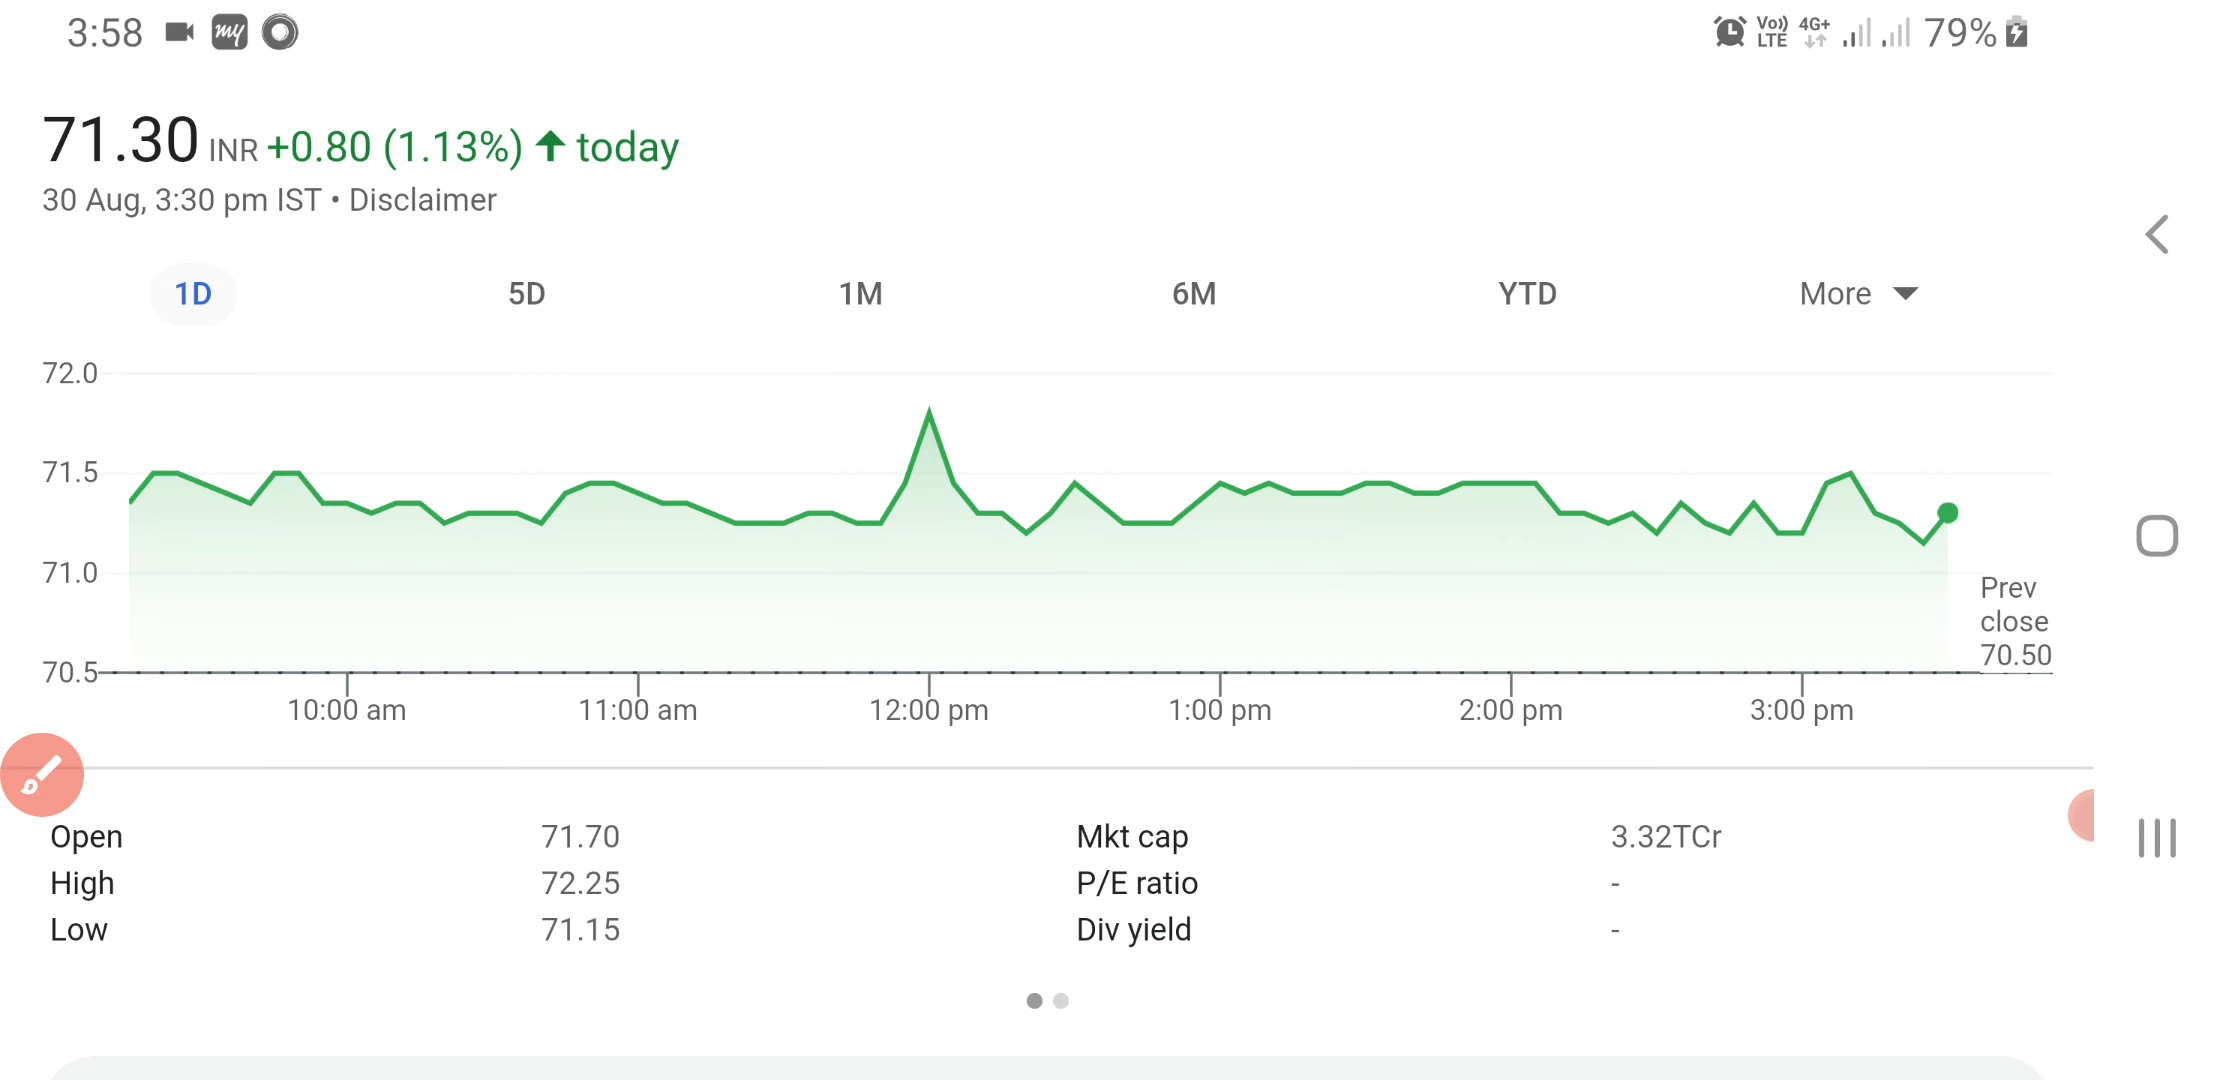 3:58 my Vo)) LTE 4G+ 79%
71.30 INR +0.80 (1.13%) today
30 Aug, 3:30 pm IST • Disclaimer
1D 5D 1M 6M YTD More
72.0
71.5
71.0
70.5
Prev
close
70.50
10:00 am 11:00 am 12:00 pm 1:00 pm 2:00 pm 3:00 pm
Open 71.70 Mkt cap 3.32TCr
High 72.25 P/E ratio -
Low 71.15 Div yield -